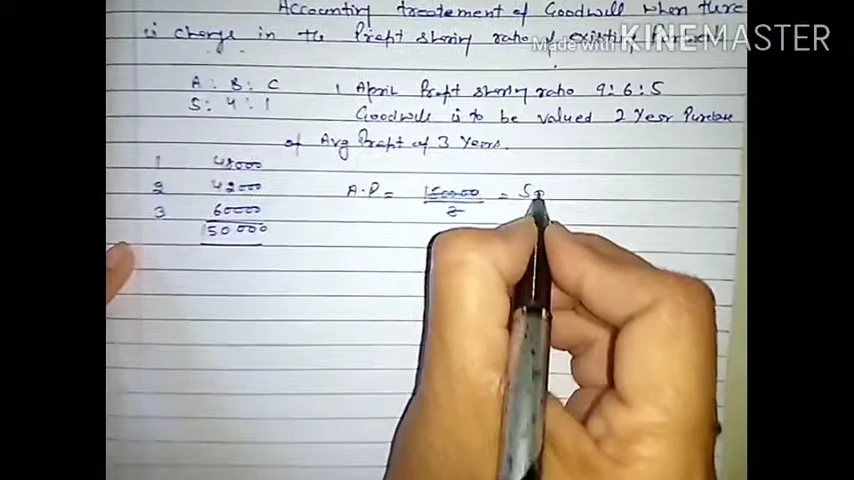 Accounting treatement of Goodwill when there
is change in the Profit sharing ratio of existing
Made with KINEMASTER
A : B : C 1 April Profit sharing ratio 9:6:5
5 : 4 : 1 Goodwill is to be valued 2 Year Purchase
of Avg Profit of 3 Years.
1 48000
2 42000 A.P = 150000 = 50
3 60000 3
150000